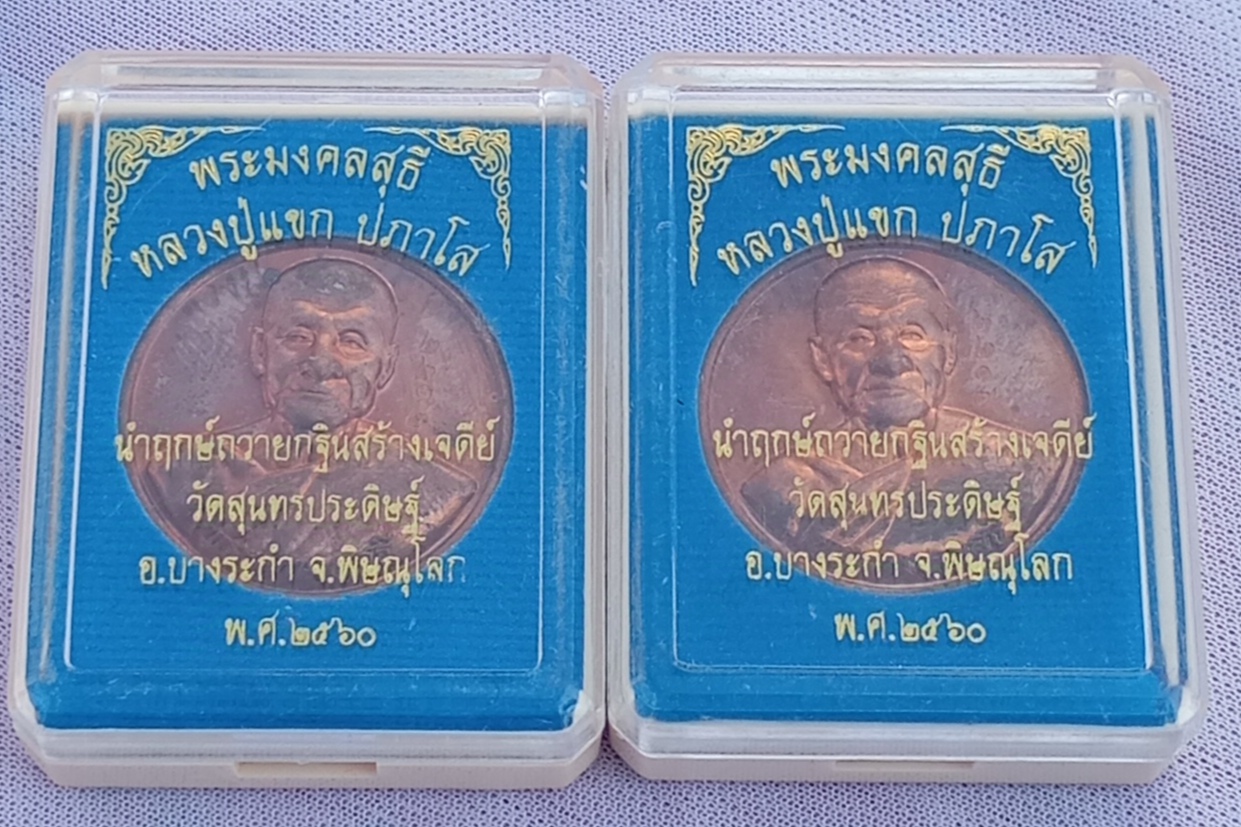 พระมงคลสุธี
หลวงปู่แขก ปภาโส
นำฤกษ์ถวายกฐินสร้างเจดีย์
วัดสุนทรประดิษฐ์
อ.บางระกำ จ.พิษณุโลก
พ.ศ.๒๕๖๐
พระมงคลสุธี
หลวงปู่แขก ปภาโส
นำฤกษ์ถวายกฐินสร้างเจดีย์
วัดสุนทรประดิษฐ์
อ.บางระกำ จ.พิษณุโลก
พ.ศ.๒๕๖๐